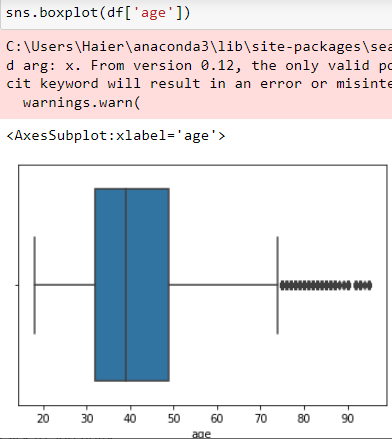 sns.boxplot(df['age'])
C:\Users\Haier\anaconda3\lib\site-packages\sea
d arg: x. From version 0.12, the only valid po
cit keyword will result in an error or misinte
warnings.warn(
<AxesSubplot:xlabel='age'>
20 30 40 50 60 70 80 90
age